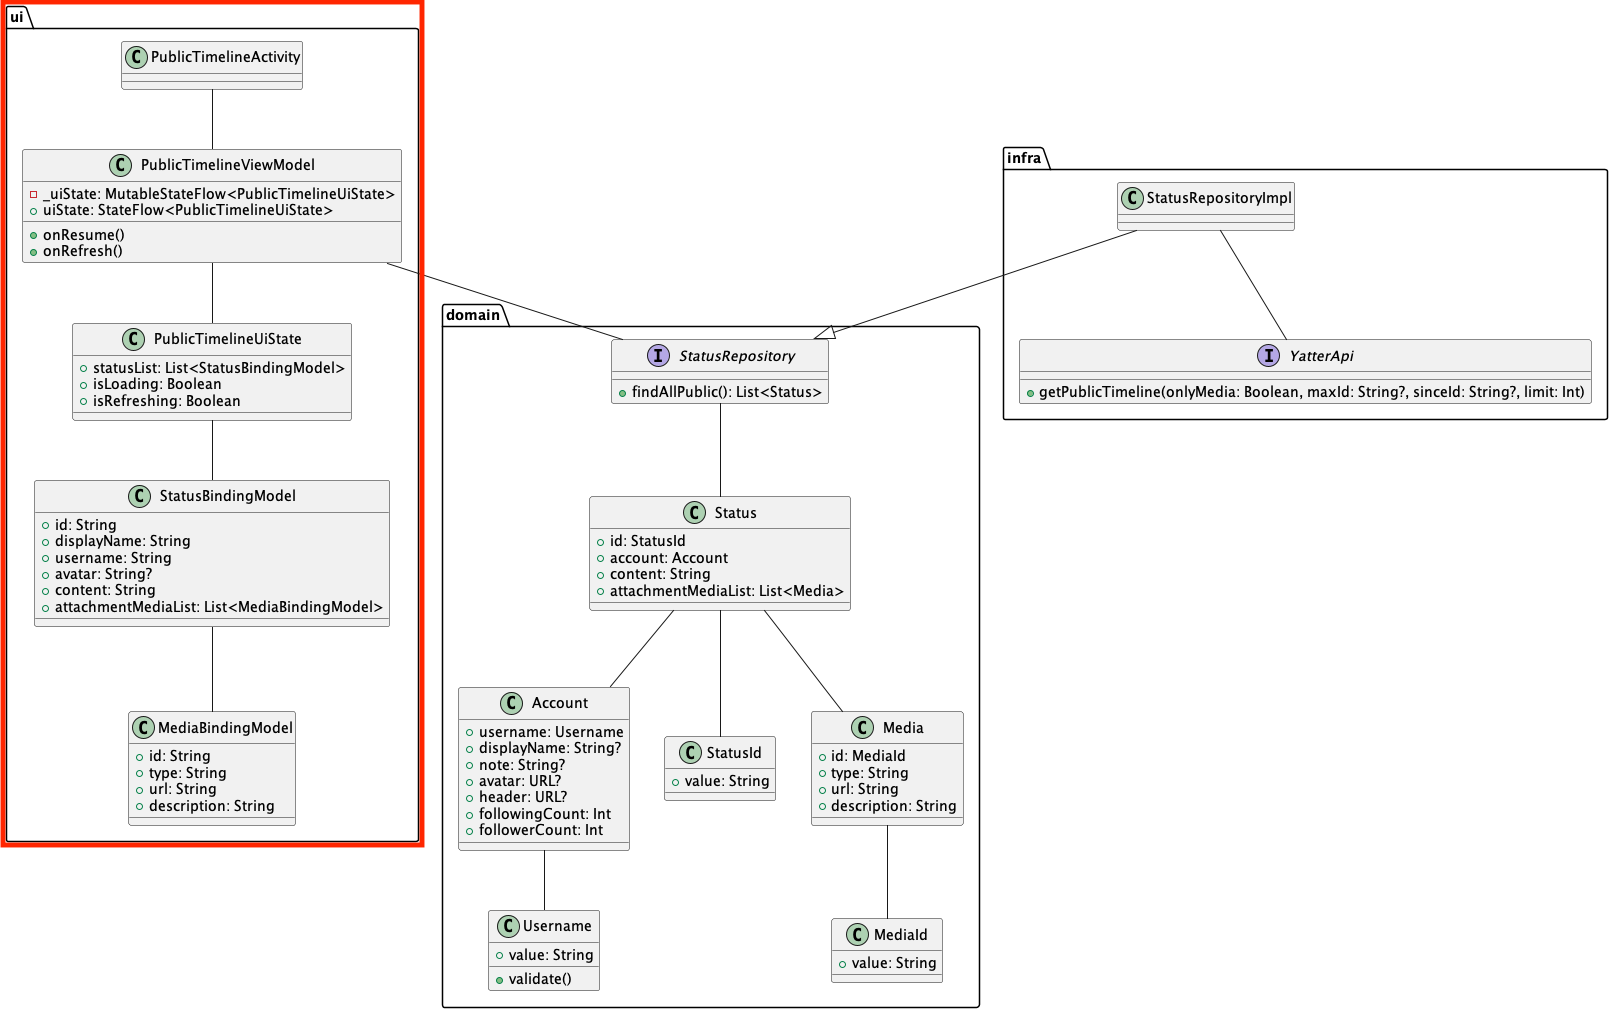 ui
C PublicTimelineActivity
C PublicTimelineViewModel
_uiState: MutableStateFlow<PublicTimelineUiState>
uiState: StateFlow<PublicTimelineUiState>
onResume()
onRefresh()
C PublicTimelineUiState
statusList: List<StatusBindingModel>
isLoading: Boolean
isRefreshing: Boolean
C StatusBindingModel
id: String
displayName: String
username: String
avatar: String?
content: String
attachmentMediaList: List<MediaBindingModel>
C MediaBindingModel
id: String
type: String
url: String
description: String
domain
I StatusRepository
findAllPublic(): List<Status>
C Status
id: StatusId
account: Account
content: String
attachmentMediaList: List<Media>
C Account
username: Username
displayName: String?
note: String?
avatar: URL?
header: URL?
followingCount: Int
followerCount: Int
C StatusId
value: String
C Media
id: MediaId
type: String
url: String
description: String
C Username
value: String
validate()
C MediaId
value: String
infra
C StatusRepositoryImpl
I YatterApi
getPublicTimeline(onlyMedia: Boolean, maxId: String?, sinceId: String?, limit: Int)